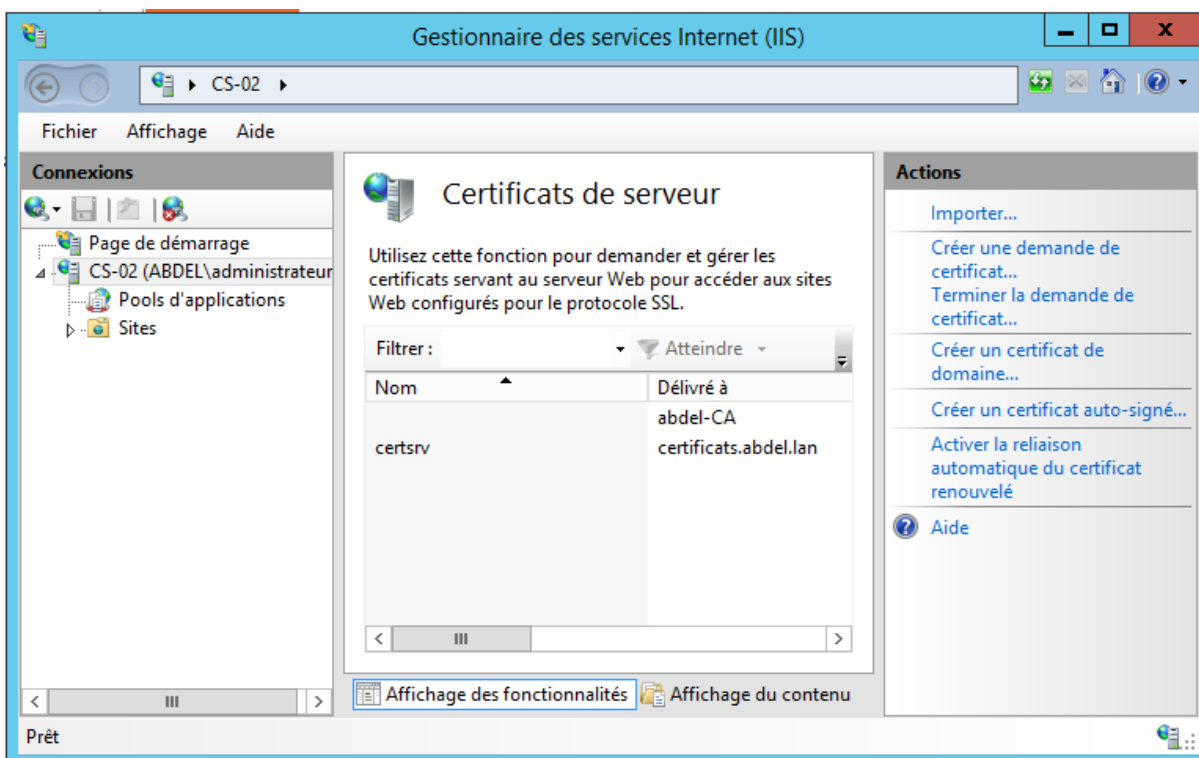 Gestionnaire des services Internet (IIS)
CS-02
Fichier Affichage Aide
Connexions
Page de démarrage
CS-02 (ABDEL\administrateur
Pools d'applications
Sites
Certificats de serveur
Utilisez cette fonction pour demander et gérer les
certificats servant au serveur Web pour accéder aux sites
Web configurés pour le protocole SSL.
Filtrer : Atteindre
Nom Délivré à
abdel-CA
certsrv certificats.abdel.lan
Affichage des fonctionnalités Affichage du contenu
Actions
Importer...
Créer une demande de
certificat...
Terminer la demande de
certificat...
Créer un certificat de
domaine...
Créer un certificat auto-signé...
Activer la reliaison
automatique du certificat
renouvelé
Aide
Prêt